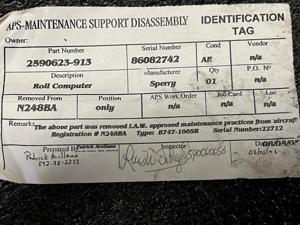 APS-MAINTENANCE SUPPORT DISASSEMBLY IDENTIFICATION TAG
Owner:
Part Number Serial Number Cond Vendor
2590623-913 86082742 AR n/a
Description Manufacturer Qty P.O. Nº
Roll Computer Sperry 01 n/a
Removed From Position APS Work Order Job Card Lot
N248BA only n/a n/a n/a
Remarks The above part was removed I.A.W. approved maintenance practices from aircraft
Registration # N248BA Type: B747-100SR Serial Number: 22712
Prepared By Inspector Date
Patrick Arellano